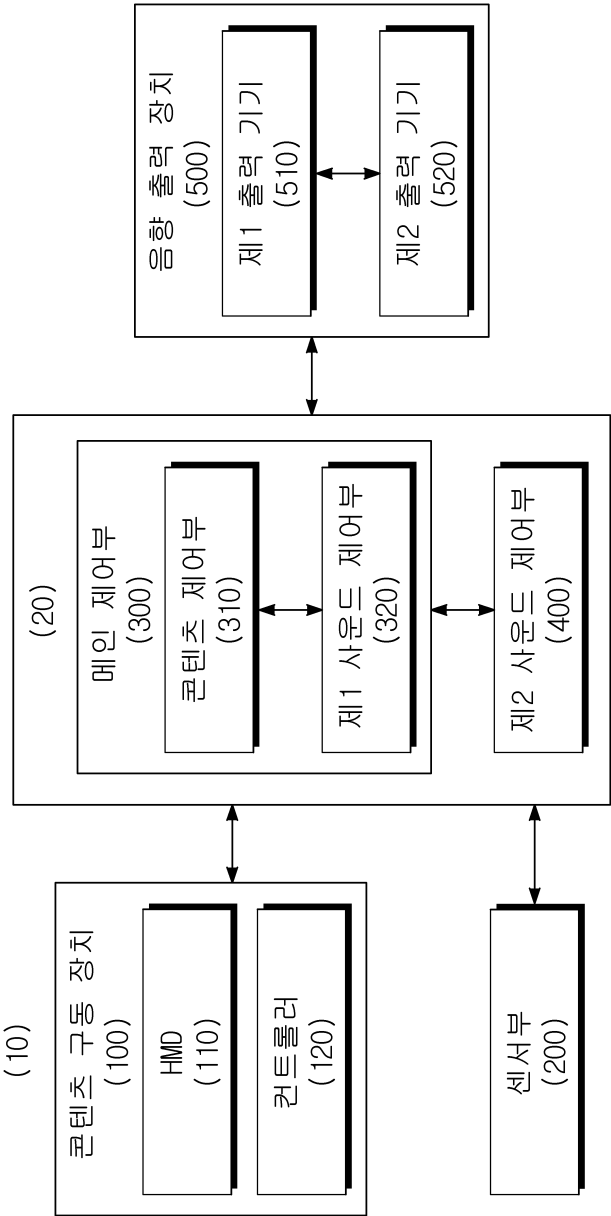 (10)
콘텐츠 구동 장치
(100)
HMD
(110)
컨트롤러
(120)
센서부
(200)
(20)
메인 제어부
(300)
콘텐츠 제어부
(310)
제1 사운드 제어부
(320)
제2 사운드 제어부
(400)
음향 출력 장치
(500)
제1 출력 기기
(510)
제2 출력 기기
(520)